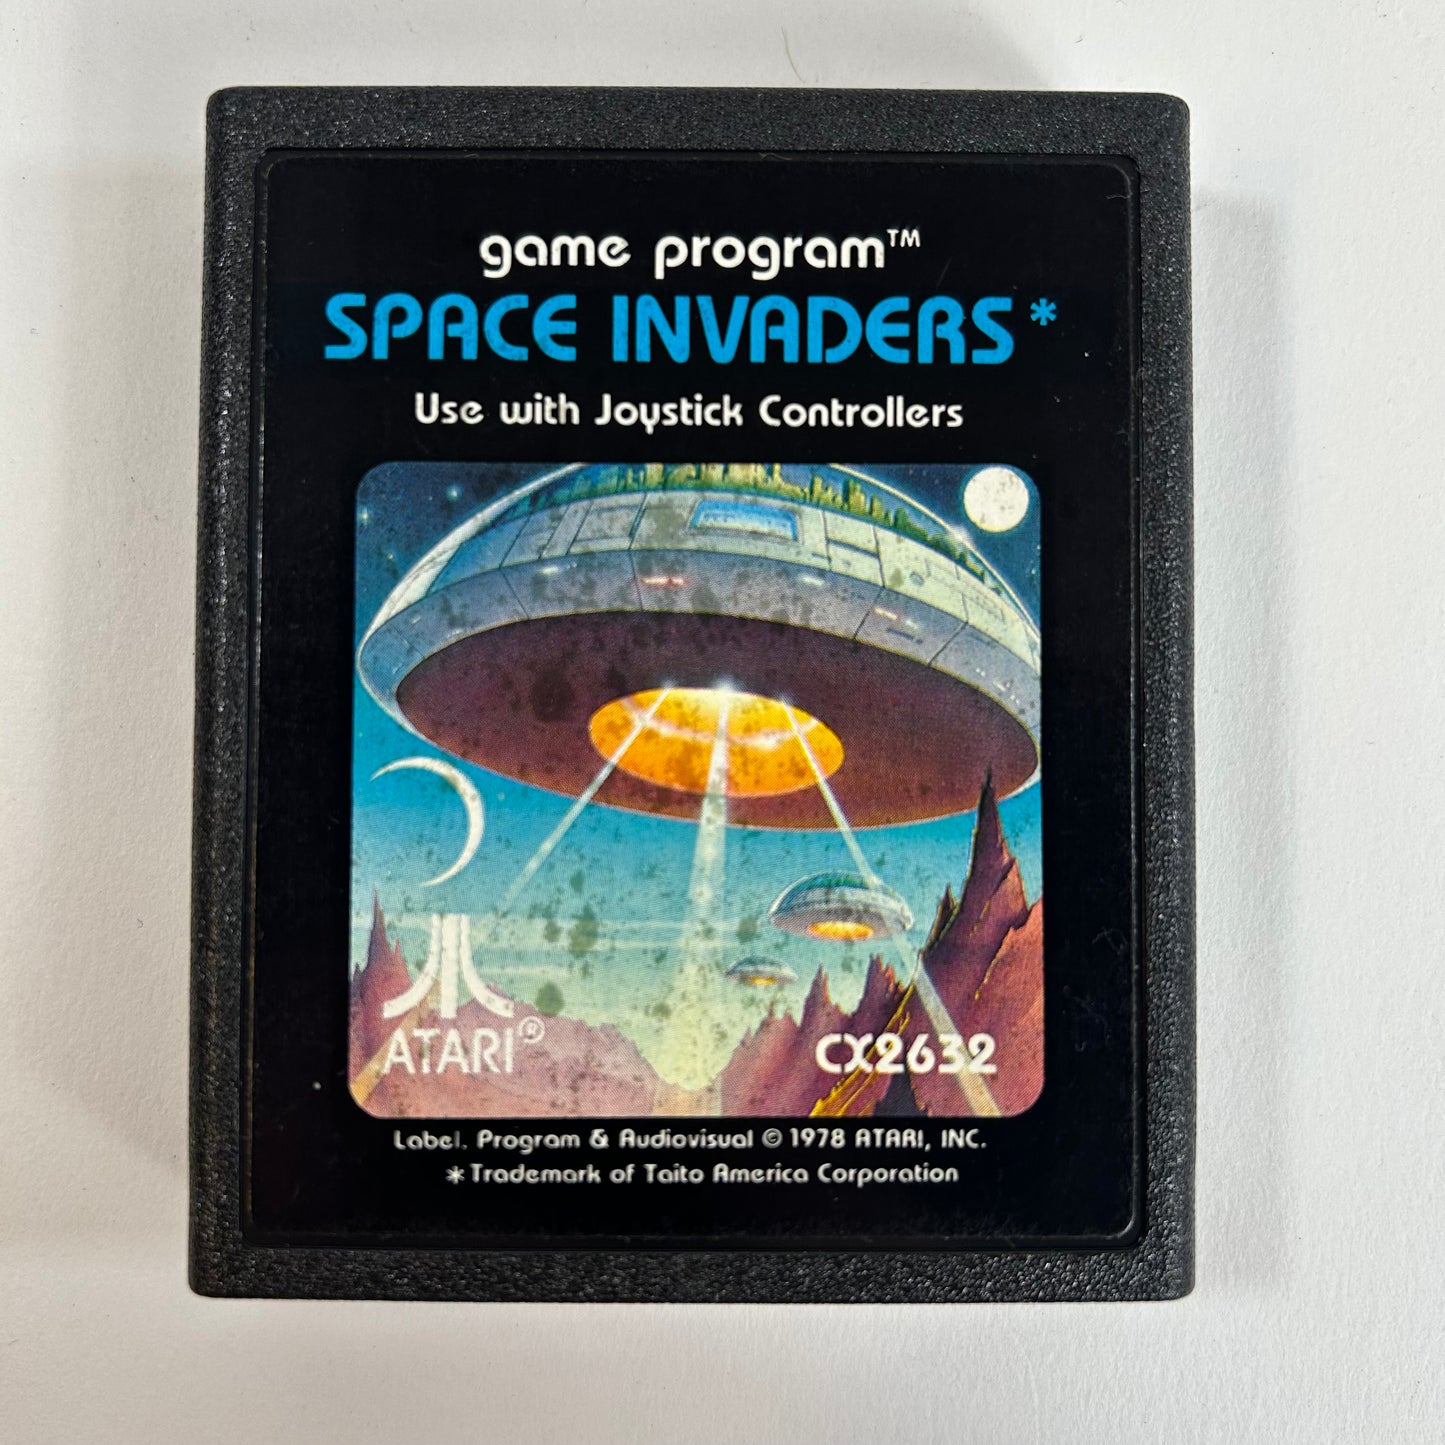 game program™
SPACE INVADERS*
Use with Joystick Controllers
ATARI®
CX2632
Label, Program & Audiovisual © 1978 ATARI, INC.
*Trademark of Taito America Corporation